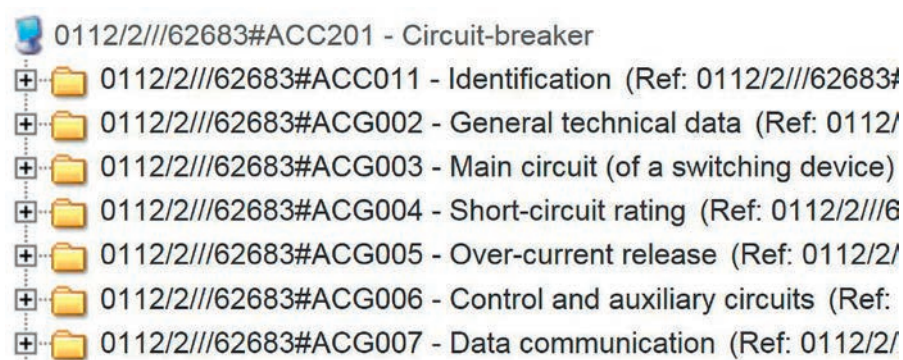 0112/2///62683#ACC201 - Circuit-breaker
0112/2///62683#ACC011 - Identification (Ref: 0112/2///62683#
0112/2///62683#ACG002 - General technical data (Ref: 0112/
0112/2///62683#ACG003 - Main circuit (of a switching device)
0112/2///62683#ACG004 - Short-circuit rating (Ref: 0112/2///6
0112/2///62683#ACG005 - Over-current release (Ref: 0112/2/
0112/2///62683#ACG006 - Control and auxiliary circuits (Ref:
0112/2///62683#ACG007 - Data communication (Ref: 0112/2/